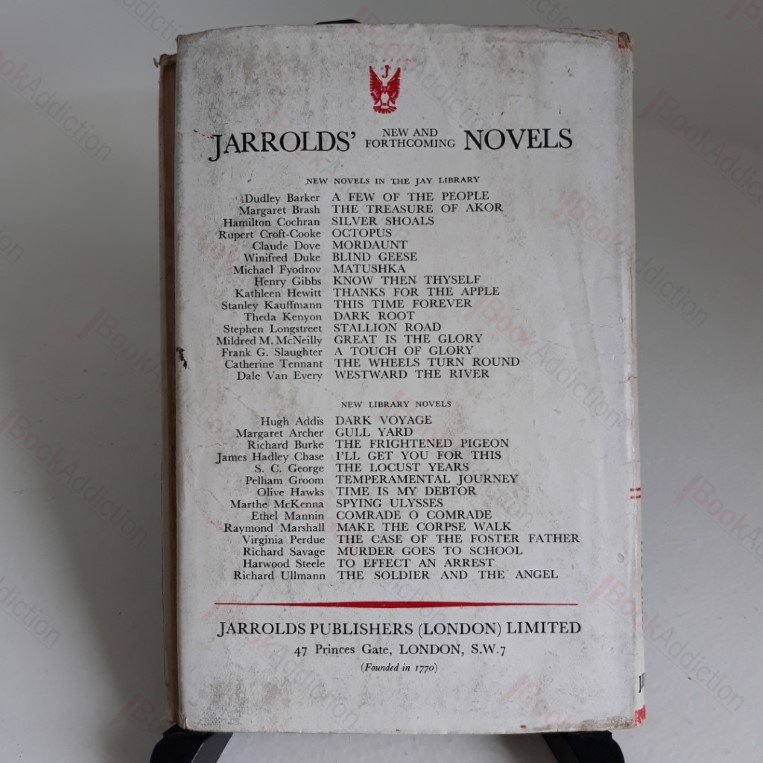 J
JARROLDS' NEW AND FORTHCOMING NOVELS
NEW NOVELS IN THE JAY LIBRARY
Dudley Barker A FEW OF THE PEOPLE
Margaret Brash THE TREASURE OF AKOR
Hamilton Cochran SILVER SHOALS
Rupert Croft-Cooke OCTOPUS
Claude Dove MORDAUNT
Winifred Duke BLIND GEESE
Michael Fyodrov MATUSHKA
Henry Gibbs KNOW THEN THYSELF
Kathleen Hewitt THANKS FOR THE APPLE
Stanley Kauffmann THIS TIME FOREVER
Theda Kenyon DARK ROOT
Stephen Longstreet STALLION ROAD
Mildred M. McNeilly GREAT IS THE GLORY
Frank G. Slaughter A TOUCH OF GLORY
Catherine Tennant THE WHEELS TURN ROUND
Dale Van Every WESTWARD THE RIVER
NEW LIBRARY NOVELS
Hugh Addis DARK VOYAGE
Margaret Archer GULL YARD
Richard Burke THE FRIGHTENED PIGEON
James Hadley Chase I'LL GET YOU FOR THIS
S. C. George THE LOCUST YEARS
Pelham Groom TEMPERAMENTAL JOURNEY
Olive Hawks TIME IS MY DEBTOR
Marthe McKenna SPYING ULYSSES
Ethel Mannin COMRADE O COMRADE
Raymond Marshall MAKE THE CORPSE WALK
Virginia Perdue THE CASE OF THE FOSTER FATHER
Richard Savage MURDER GOES TO SCHOOL
Harwood Steele TO EFFECT AN ARREST
Richard Ullmann THE SOLDIER AND THE ANGEL
JARROLDS PUBLISHERS (LONDON) LIMITED
47 Princes Gate, LONDON, S.W.7
(Founded in 1770)